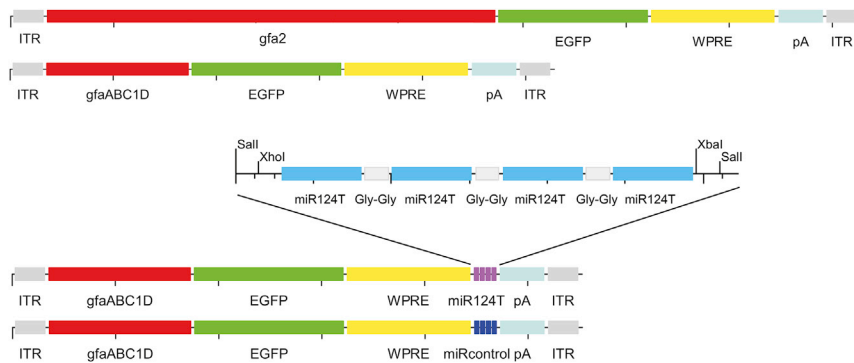 ITR gfa2 EGFP WPRE pA ITR
ITR gfaABC1D EGFP WPRE pA ITR
SalI XbaI
XhoI SalI
miR124T Gly-Gly miR124T Gly-Gly miR124T Gly-Gly miR124T
ITR gfaABC1D EGFP WPRE miR124T pA ITR
ITR gfaABC1D EGFP WPRE miRcontrol pA ITR